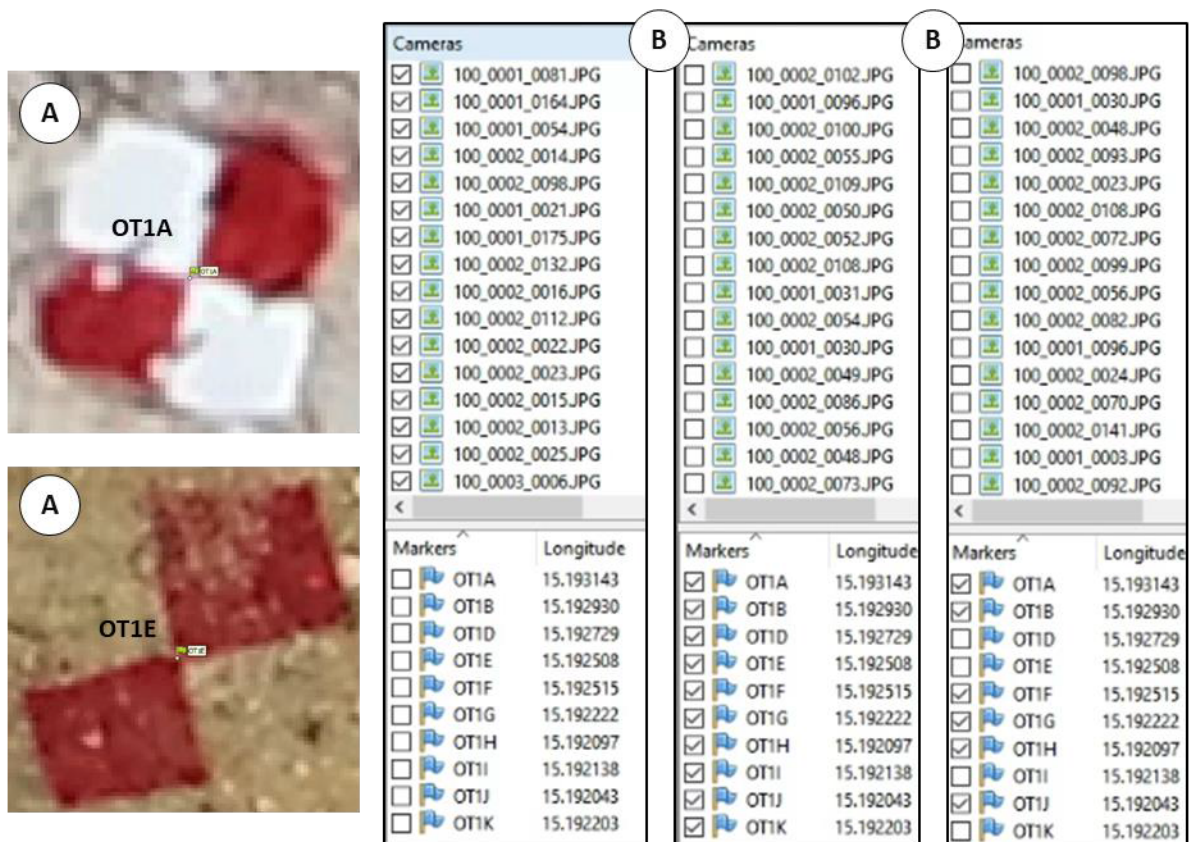 A
OT1A
OT1A
A
OT1E
OT1E
Cameras
100_0001_0081.JPG
100_0001_0164.JPG
100_0001_0054.JPG
100_0002_0014.JPG
100_0002_0098.JPG
100_0001_0021.JPG
100_0001_0175.JPG
100_0002_0132.JPG
100_0002_0016.JPG
100_0002_0112.JPG
100_0002_0022.JPG
100_0002_0023.JPG
100_0002_0015.JPG
100_0002_0013.JPG
100_0002_0025.JPG
100_0003_0006.JPG
Markers Longitude
OT1A 15.193143
OT1B 15.192930
OT1D 15.192729
OT1E 15.192508
OT1F 15.192515
OT1G 15.192222
OT1H 15.192097
OT1I 15.192138
OT1J 15.192043
OT1K 15.192203
B
Cameras
100_0002_0102.JPG
100_0001_0096.JPG
100_0002_0100.JPG
100_0002_0055.JPG
100_0002_0109.JPG
100_0002_0050.JPG
100_0002_0052.JPG
100_0002_0108.JPG
100_0001_0031.JPG
100_0002_0054.JPG
100_0001_0030.JPG
100_0002_0049.JPG
100_0002_0086.JPG
100_0002_0056.JPG
100_0002_0048.JPG
100_0002_0073.JPG
Markers Longitude
OT1A 15.193143
OT1B 15.192930
OT1D 15.192729
OT1E 15.192508
OT1F 15.192515
OT1G 15.192222
OT1H 15.192097
OT1I 15.192138
OT1J 15.192043
OT1K 15.192203
B
ameras
100_0002_0098.JPG
100_0001_0030.JPG
100_0002_0048.JPG
100_0002_0093.JPG
100_0002_0023.JPG
100_0002_0108.JPG
100_0002_0072.JPG
100_0002_0099.JPG
100_0002_0056.JPG
100_0002_0082.JPG
100_0001_0096.JPG
100_0002_0024.JPG
100_0002_0070.JPG
100_0002_0141.JPG
100_0001_0003.JPG
100_0002_0092.JPG
Markers Longitude
OT1A 15.193143
OT1B 15.192930
OT1D 15.192729
OT1E 15.192508
OT1F 15.192515
OT1G 15.192222
OT1H 15.192097
OT1I 15.192138
OT1J 15.192043
OT1K 15.192203